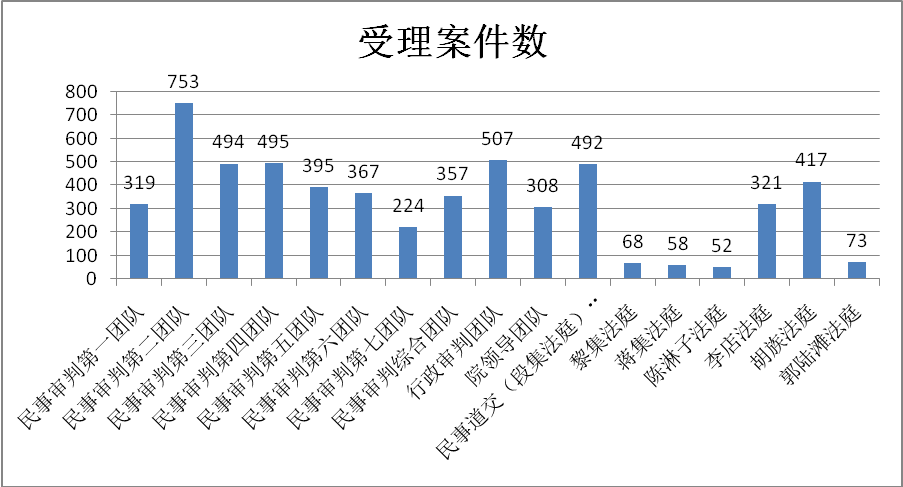 受理案件数
800
700
600
500
400
300
200
100
0
319
753
494
495
395
367
224
357
507
308
492
68
58
52
321
417
73
民事审判第一团队
民事审判第二团队
民事审判第三团队
民事审判第四团队
民事审判第五团队
民事审判第六团队
民事审判第七团队
民事审判综合团队
行政审判团队
院领导团队
民事道交（段集法庭）..
黎集法庭
蒋集法庭
陈淋子法庭
李店法庭
胡族法庭
郭陆滩法庭